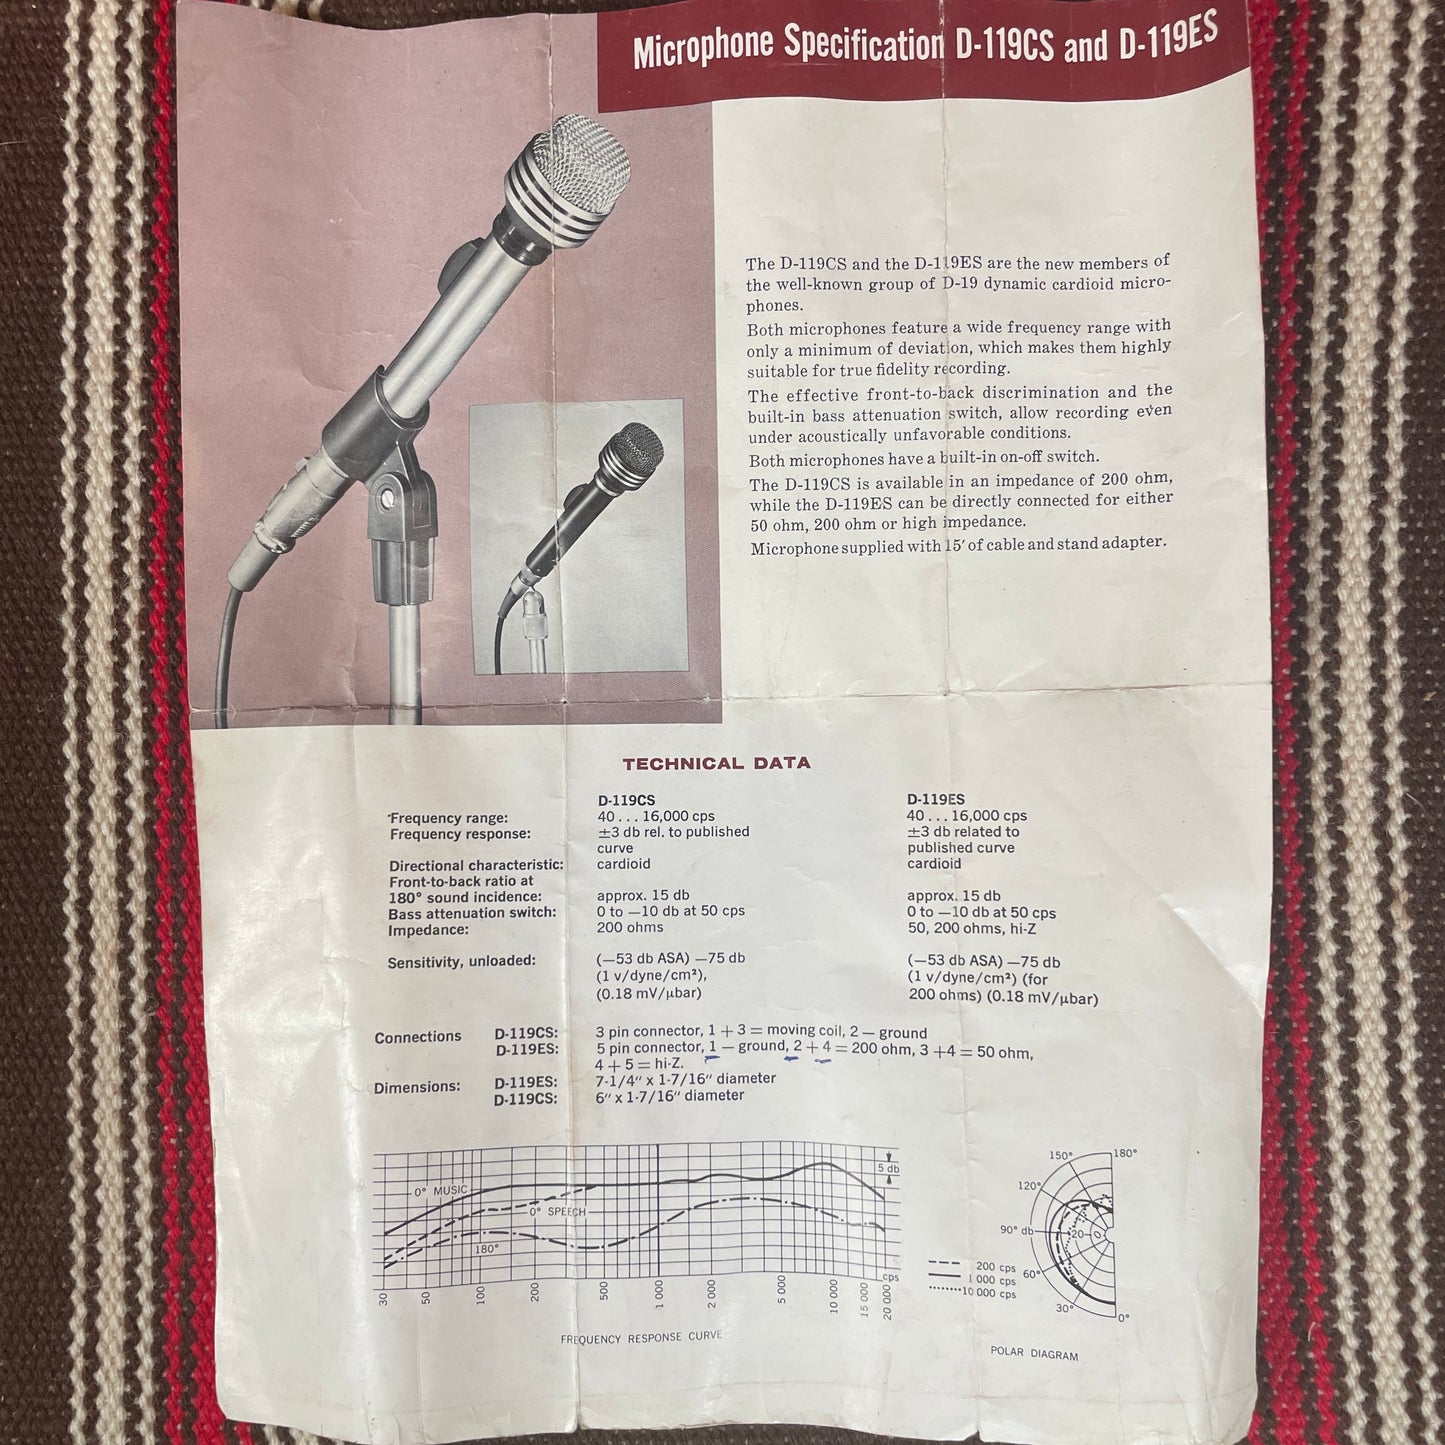 Microphone Specification D-119CS and D-119ES
The D-119CS and the D-119ES are the new members of
the well-known group of D-19 dynamic cardioid micro-
phones.
Both microphones feature a wide frequency range with
only a minimum of deviation, which makes them highly
suitable for true fidelity recording.
The effective front-to-back discrimination and the
built-in bass attenuation switch, allow recording even
under acoustically unfavorable conditions.
Both microphones have a built-in on-off switch.
The D-119CS is available in an impedance of 200 ohm,
while the D-119ES can be directly connected for either
50 ohm, 200 ohm or high impedance.
Microphone supplied with 15′ of cable and stand adapter.
TECHNICAL DATA
D-119CS D-119ES
Frequency range: 40 . . . 16,000 cps 40 . . . 16,000 cps
Frequency response: ±3 db rel. to published ±3 db related to
curve published curve
Directional characteristic: cardioid cardioid
Front-to-back ratio at
180° sound incidence: approx. 15 db approx. 15 db
Bass attenuation switch: 0 to —10 db at 50 cps 0 to —10 db at 50 cps
Impedance: 200 ohms 50, 200 ohms, hi-Z
Sensitivity, unloaded: (—53 db ASA) —75 db (—53 db ASA) —75 db
(1 v/dyne/cm²), (1 v/dyne/cm²) (for
(0.18 mV/μbar) 200 ohms) (0.18 mV/μbar)
Connections D-119CS: 3 pin connector, 1 + 3 = moving coil, 2 — ground
D-119ES: 5 pin connector, 1 — ground, 2 + 4 = 200 ohm, 3 +4 = 50 ohm,
4 + 5 = hi-Z.
Dimensions: D-119ES: 7-1/4″ x 1-7/16″ diameter
D-119CS: 6″ x 1-7/16″ diameter
5 db
0° MUSIC
0° SPEECH
180°
cps
30 50 100 200 500 1 000 2 000 5 000 10 000 15 000 20 000
FREQUENCY RESPONSE CURVE
150° 180°
120°
90° db 20 0
60°
30°
0°
200 cps
1 000 cps
10 000 cps
POLAR DIAGRAM